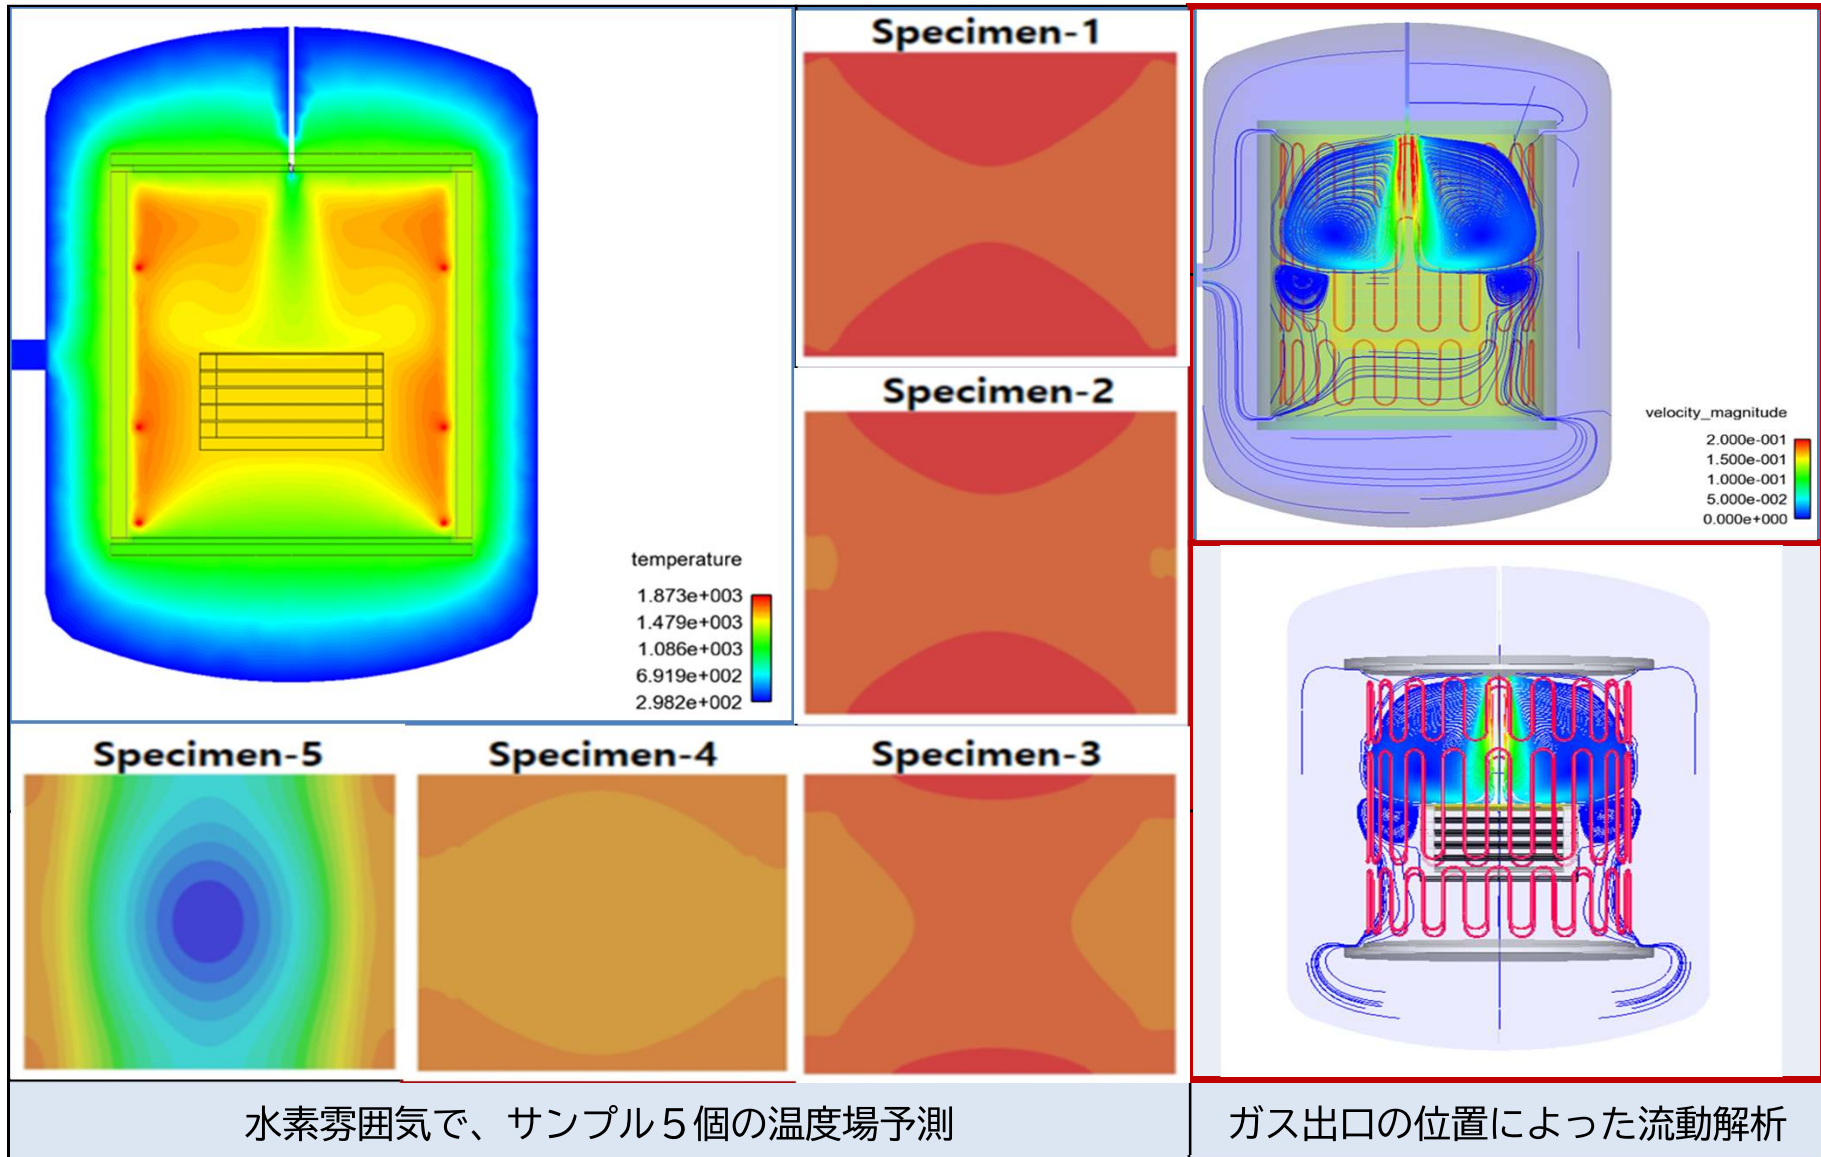 Specimen-1
temperature
1.873e+003
1.479e+003
1.086e+003
6.919e+002
2.982e+002
Specimen-2
velocity_magnitude
2.000e-001
1.500e-001
1.000e-001
5.000e-002
0.000e+000
Specimen-5
Specimen-4
Specimen-3
水素雰囲気で、サンプル５個の温度場予測
ガス出口の位置によった流動解析